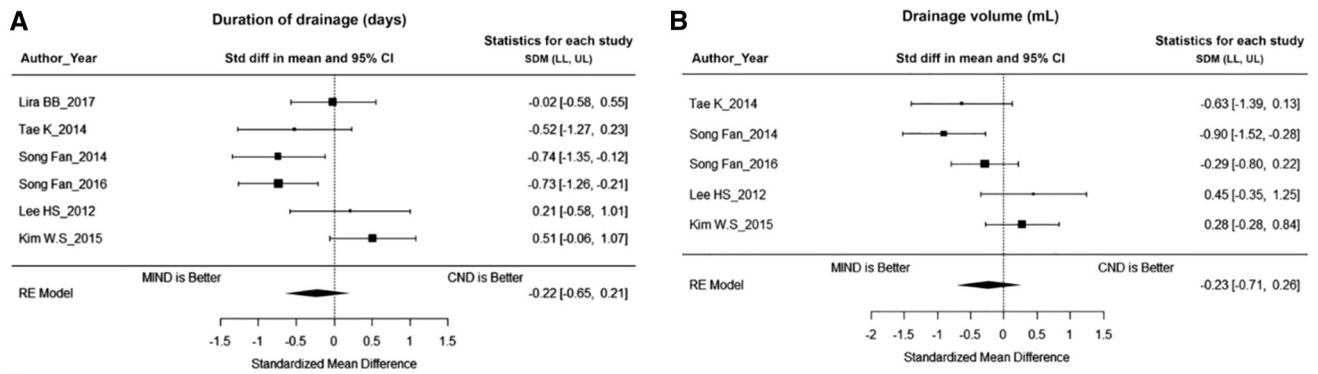 A
Duration of drainage (days)
Statistics for each study
Author_Year Std diff in mean and 95% CI SDM (LL, UL)
Lira BB_2017 -0.02 [-0.58, 0.55]
Tae K_2014 -0.52 [-1.27, 0.23]
Song Fan_2014 -0.74 [-1.35, -0.12]
Song Fan_2016 -0.73 [-1.26, -0.21]
Lee HS_2012 0.21 [-0.58, 1.01]
Kim W.S_2015 0.51 [-0.06, 1.07]
MIND is Better CND is Better
RE Model -0.22 [-0.65, 0.21]
-1.5 -1 -0.5 0 0.5 1 1.5
Standardized Mean Difference
B
Drainage volume (mL)
Statistics for each study
Author_Year Std diff in mean and 95% CI SDM (LL, UL)
Tae K_2014 -0.63 [-1.39, 0.13]
Song Fan_2014 -0.90 [-1.52, -0.28]
Song Fan_2016 -0.29 [-0.80, 0.22]
Lee HS_2012 0.45 [-0.35, 1.25]
Kim W.S_2015 0.28 [-0.28, 0.84]
MIND is Better CND is Better
RE Model -0.23 [-0.71, 0.26]
-2 -1.5 -1 -0.5 0 0.5 1 1.5
Standardized Mean Difference